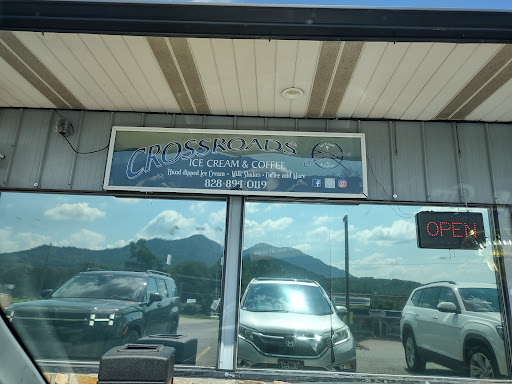 CROSSROADS
ICE CREAM & COFFEE
Hand dipped Ice Cream • Milk Shakes • Coffee and More
828-894-0119
OPEN